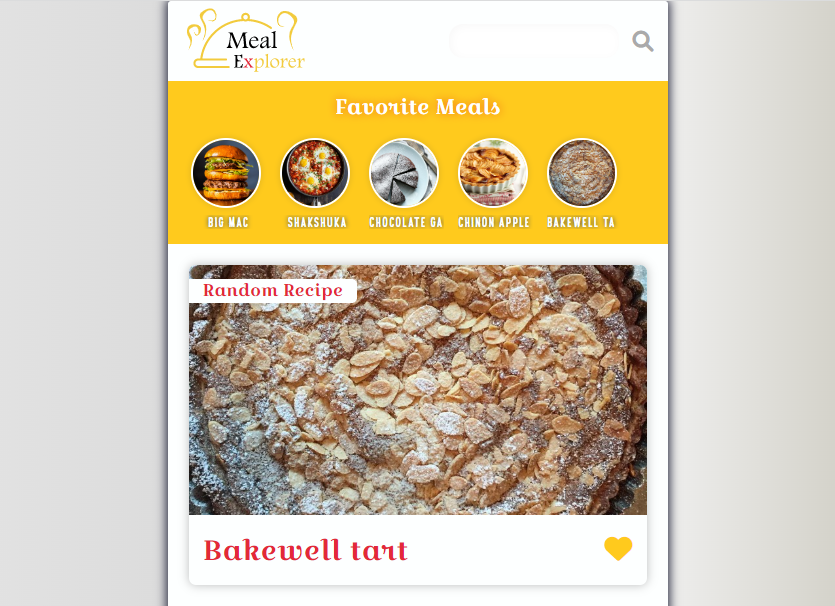 Meal
Explorer
Favorite Meals
BIG MAC
SHAKSHUKA
CHOCOLATE GA
CHINON APPLE
BAKEWELL TA
Random Recipe
Bakewell tart